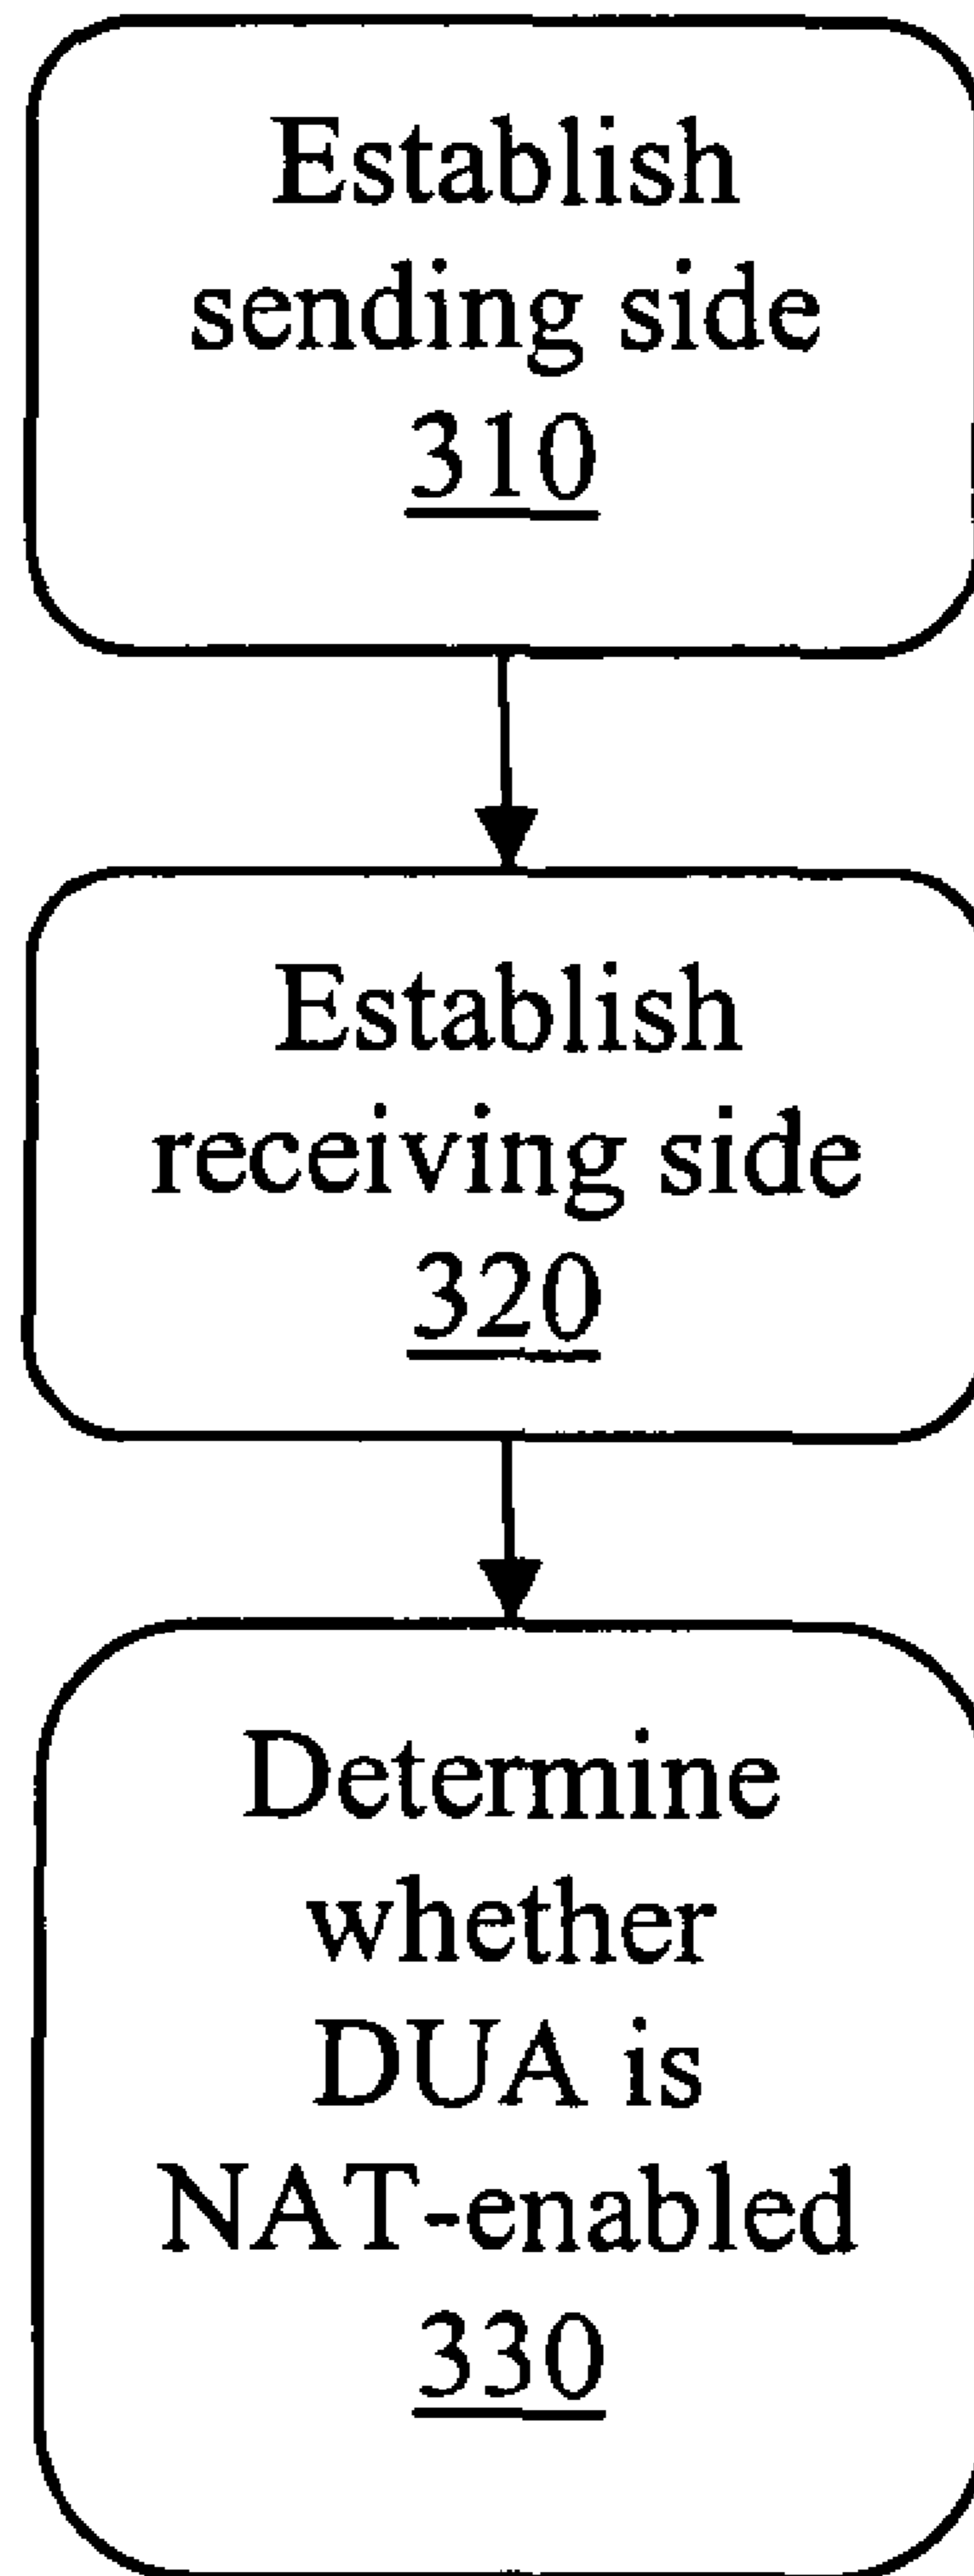 Establish
sending side
310
Establish
receiving side
320
Determine
whether
DUA is
NAT-enabled
330